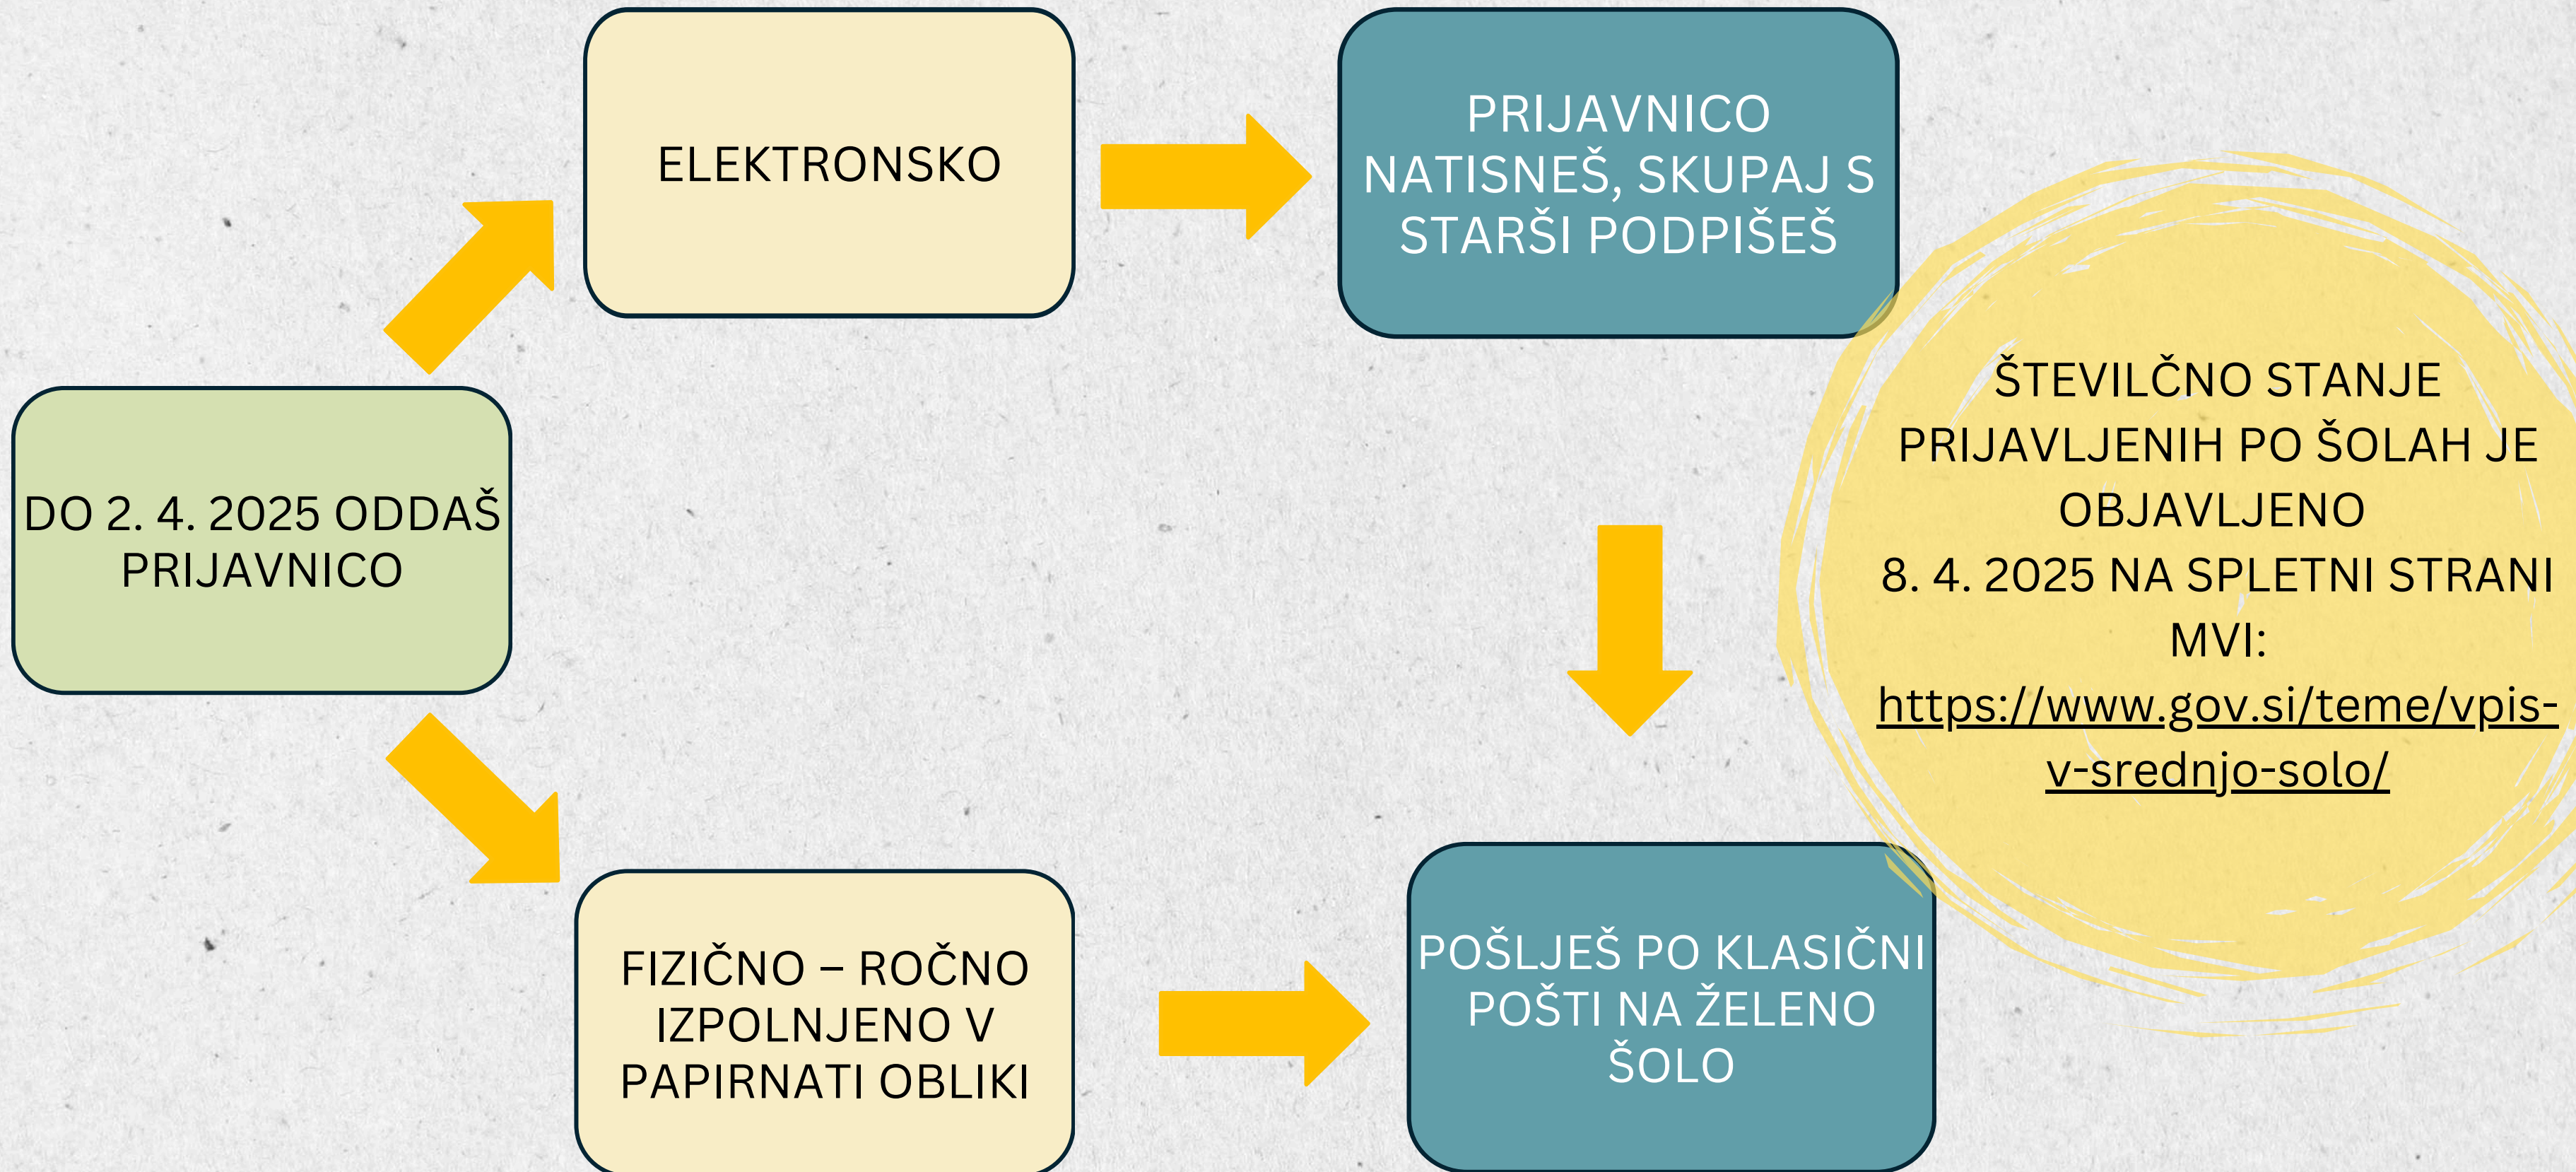 ELEKTRONSKO
PRIJAVNICO
NATISNEŠ, SKUPAJ S
STARŠI PODPIŠEŠ
DO 2. 4. 2025 ODDAŠ
PRIJAVNICO
ŠTEVILČNO STANJE
PRIJAVLJENIH PO ŠOLAH JE
OBJAVLJENO
8. 4. 2025 NA SPLETNI STRANI
MVI:
https://www.gov.si/teme/vpis-
v-srednjo-solo/
FIZIČNO – ROČNO
IZPOLNJENO V
PAPIRNATI OBLIKI
POŠLJEŠ PO KLASIČNI
POŠTI NA ŽELENO
ŠOLO